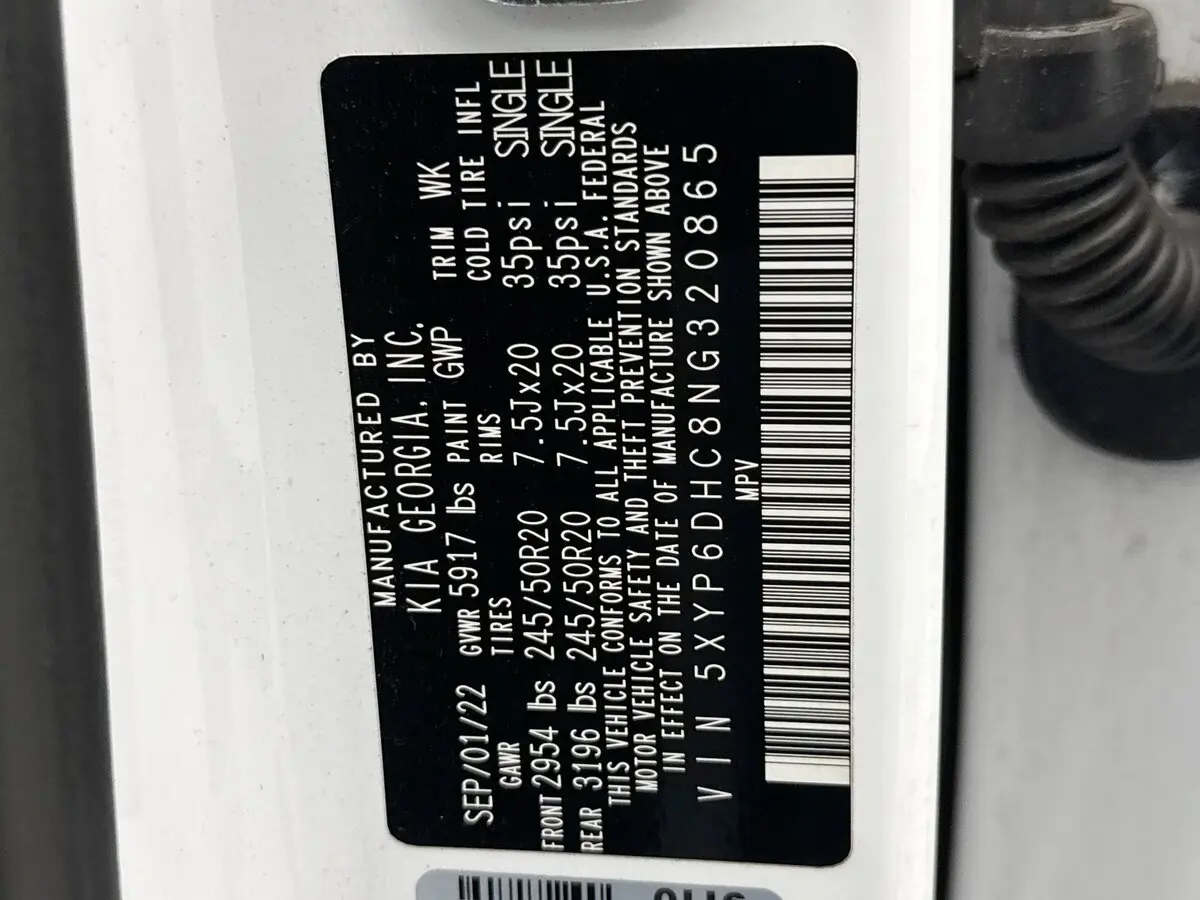 MANUFACTURED BY
KIA GEORGIA, INC.
SEP/01/22 GVWR 5917 lbs PAINT GWP TRIM WK
GAWR TIRES RIMS COLD TIRE INFL
FRONT 2954 lbs 245/50R20 7.5Jx20 35psi SINGLE
REAR 3196 lbs 245/50R20 7.5Jx20 35psi SINGLE
THIS VEHICLE CONFORMS TO ALL APPLICABLE U.S.A. FEDERAL
MOTOR VEHICLE SAFETY AND THEFT PREVENTION STANDARDS
IN EFFECT ON THE DATE OF MANUFACTURE SHOWN ABOVE
VIN 5XYP6DHC8NG320865
MPV